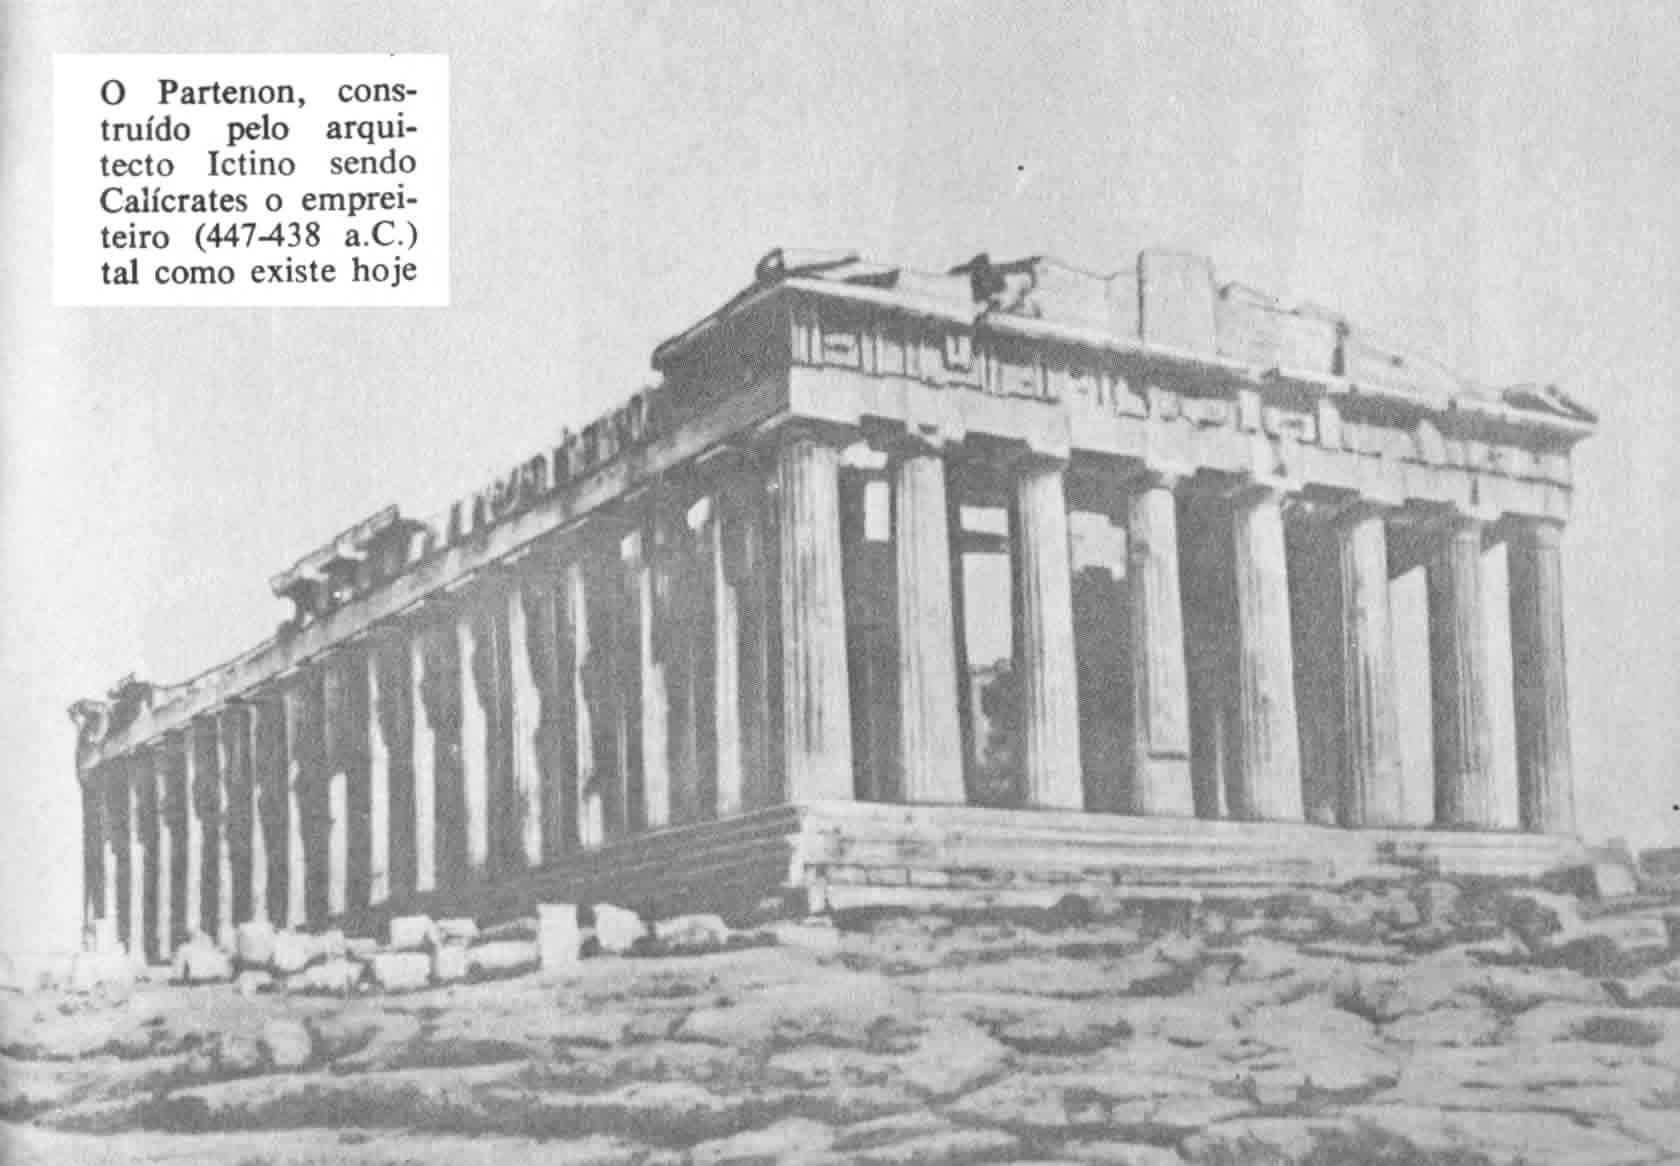 O Partenon, cons-
truído pelo arqui-
tecto Ictino sendo
Calícrates o emprei-
teiro (447-438 a.C.)
tal como existe hoje